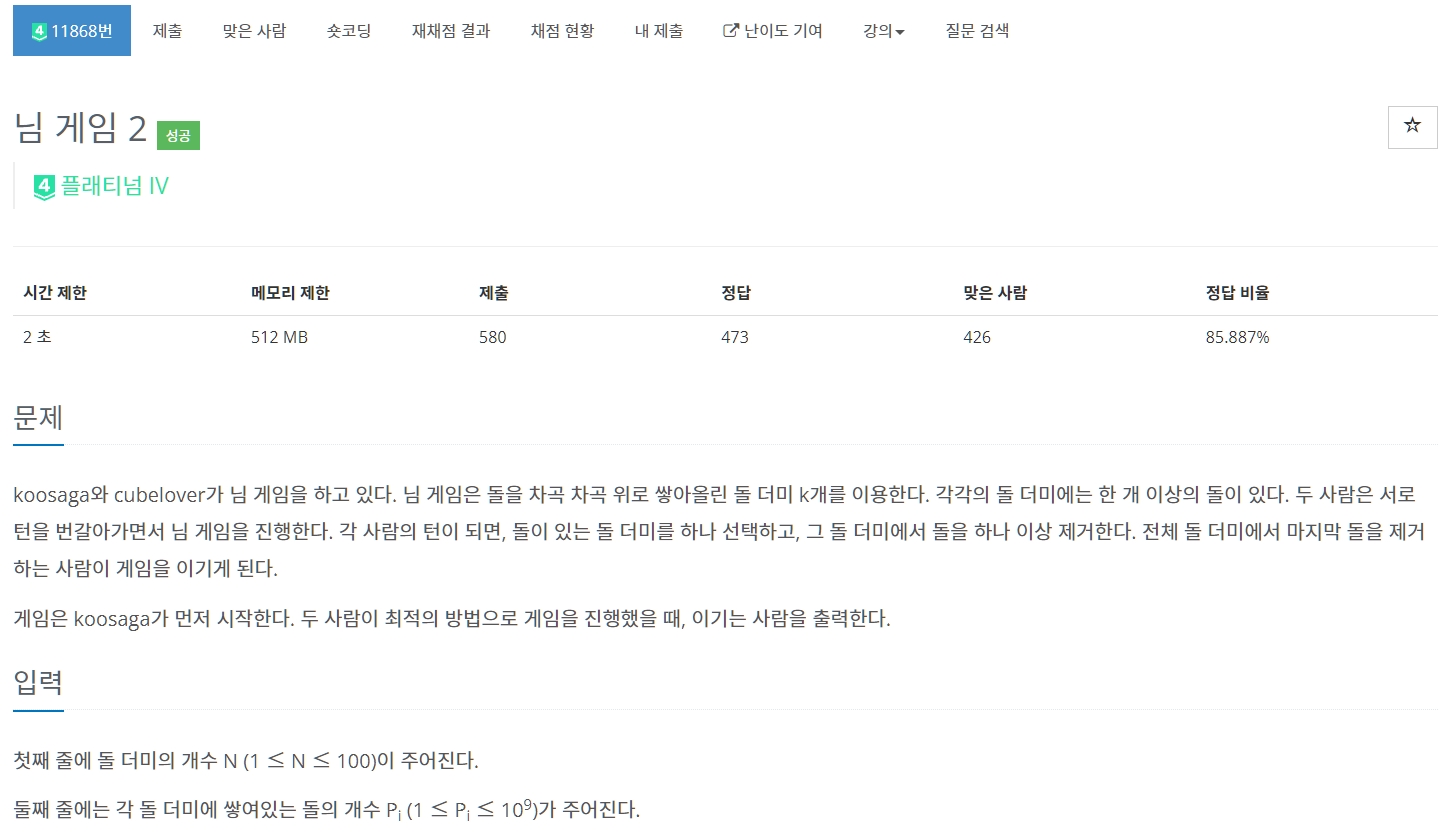 4 11868번 제출 맞은 사람 숏코딩 재채점 결과 채점 현황 내 제출 난이도 기여 강의 질문 검색
님 게임 2 성공
4 플래티넘 IV
시간 제한 메모리 제한 제출 정답 맞은 사람 정답 비율
2 초 512 MB 580 473 426 85.887%
문제
koosaga와 cubelover가 님 게임을 하고 있다. 님 게임은 돌을 차곡 차곡 위로 쌓아올린 돌 더미 k개를 이용한다. 각각의 돌 더미에는 한 개 이상의 돌이 있다. 두 사람은 서로
턴을 번갈아가면서 님 게임을 진행한다. 각 사람의 턴이 되면, 돌이 있는 돌 더미를 하나 선택하고, 그 돌 더미에서 돌을 하나 이상 제거한다. 전체 돌 더미에서 마지막 돌을 제거
하는 사람이 게임을 이기게 된다.
게임은 koosaga가 먼저 시작한다. 두 사람이 최적의 방법으로 게임을 진행했을 때, 이기는 사람을 출력한다.
입력
첫째 줄에 돌 더미의 개수 N (1 ≤ N ≤ 100)이 주어진다.
둘째 줄에는 각 돌 더미에 쌓여있는 돌의 개수 Pi (1 ≤ Pi ≤ 10⁹)가 주어진다.